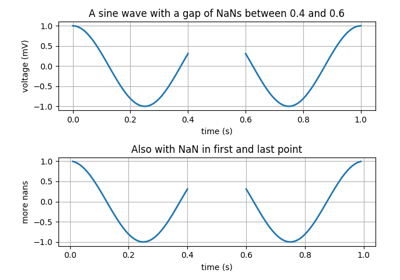 A sine wave with a gap of NaNs between 0.4 and 0.6
1.0
0.5
0.0
−0.5
−1.0
voltage (mV)
0.0 0.2 0.4 0.6 0.8 1.0
time (s)
Also with NaN in first and last point
1.0
0.5
0.0
−0.5
−1.0
more nans
0.0 0.2 0.4 0.6 0.8 1.0
time (s)